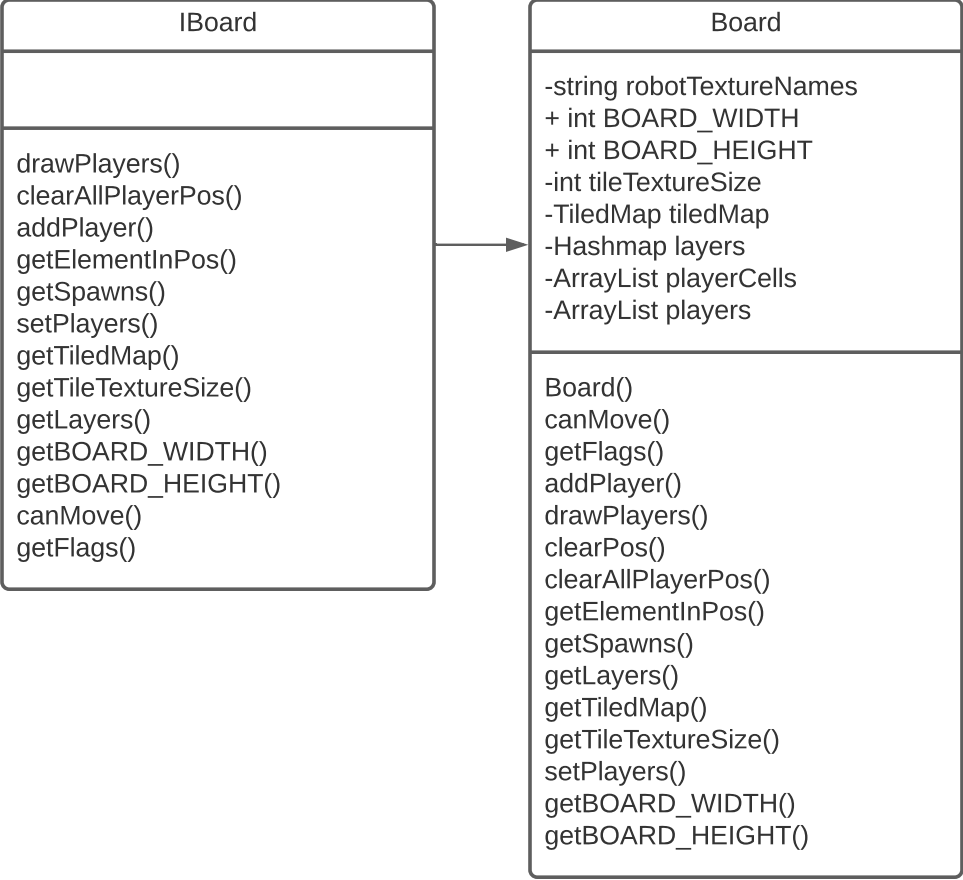 IBoard
drawPlayers()
clearAllPlayerPos()
addPlayer()
getElementInPos()
getSpawns()
setPlayers()
getTiledMap()
getTileTextureSize()
getLayers()
getBOARD_WIDTH()
getBOARD_HEIGHT()
canMove()
getFlags()
Board
-string robotTextureNames
+ int BOARD_WIDTH
+ int BOARD_HEIGHT
-int tileTextureSize
-TiledMap tiledMap
-Hashmap layers
-ArrayList playerCells
-ArrayList players
Board()
canMove()
getFlags()
addPlayer()
drawPlayers()
clearPos()
clearAllPlayerPos()
getElementInPos()
getSpawns()
getLayers()
getTiledMap()
getTileTextureSize()
setPlayers()
getBOARD_WIDTH()
getBOARD_HEIGHT()